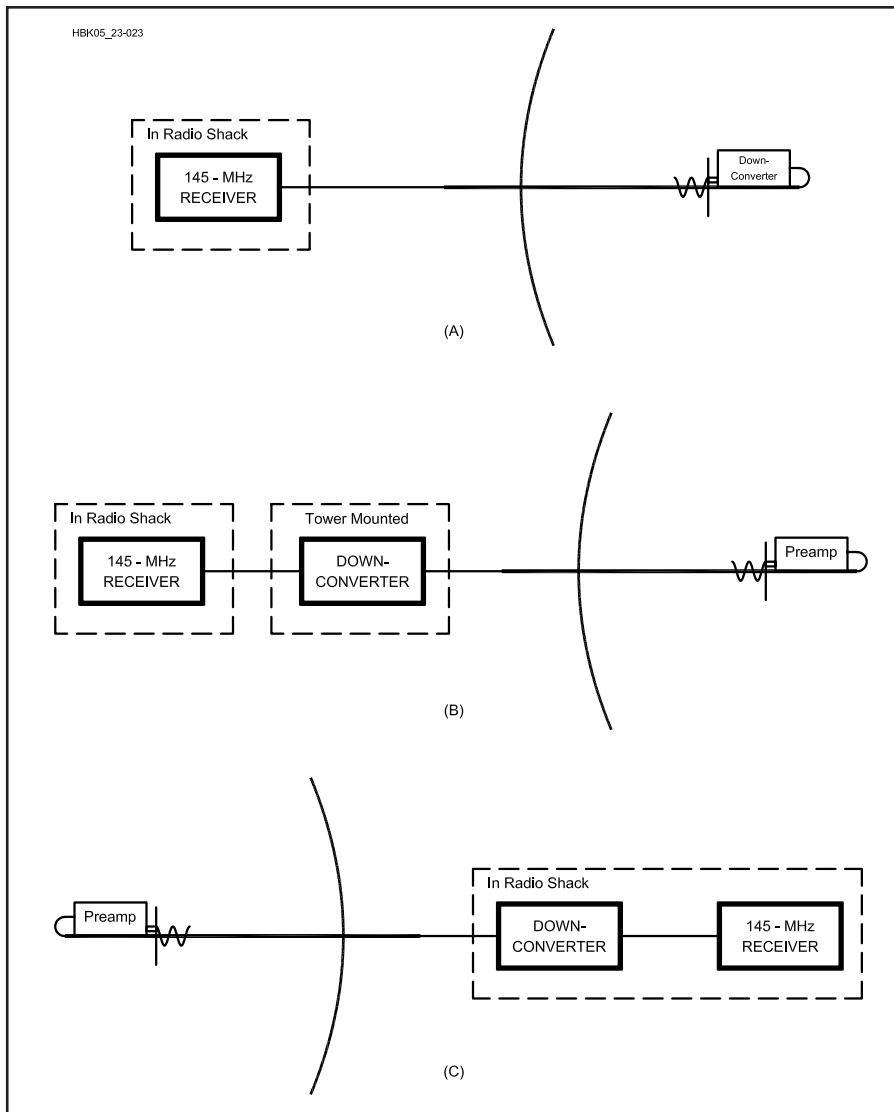 HBK05_23-023
In Radio Shack
145 - MHz
RECEIVER
Down-
Converter
(A)
In Radio Shack
145 - MHz
RECEIVER
Tower Mounted
DOWN-
CONVERTER
Preamp
(B)
Preamp
In Radio Shack
DOWN-
CONVERTER
145 - MHz
RECEIVER
(C)